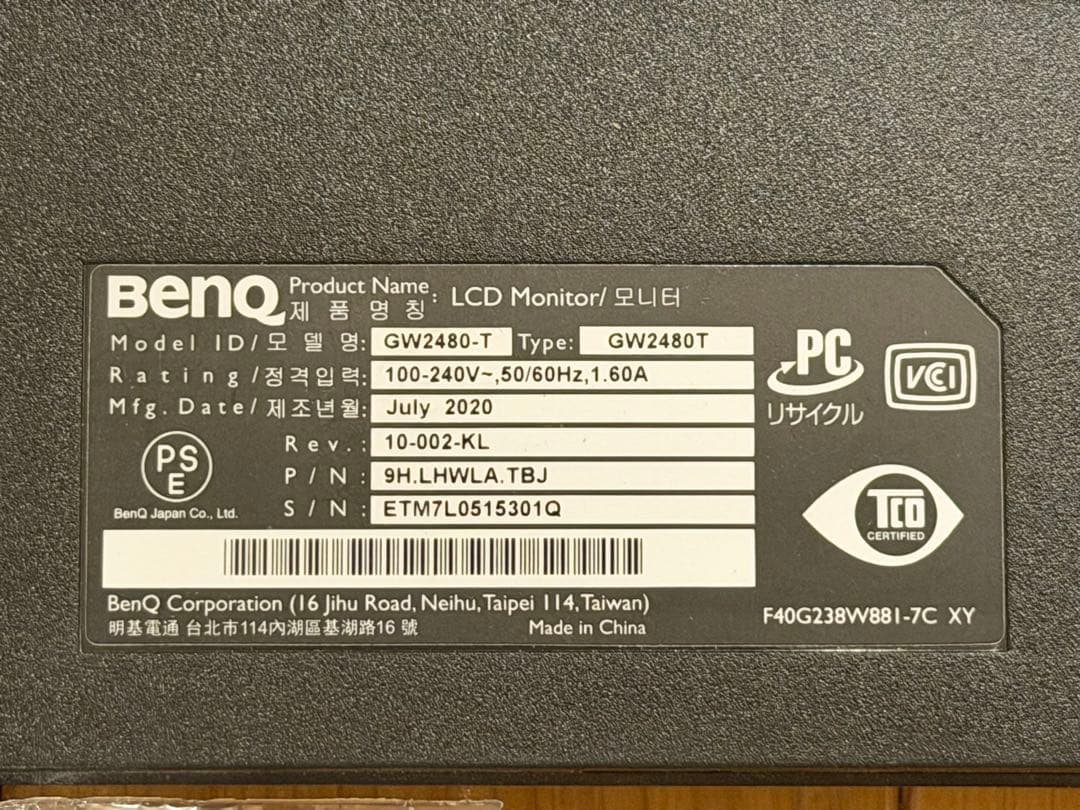 BenQ
Product Name : LCD Monitor/모니터
제 품 명 칭
Model ID/모 델 명: GW2480-T Type: GW2480T
Rating/정격입력: 100-240V~,50/60Hz,1.60A
Mfg. Date/제조년월: July 2020
Rev.: 10-002-KL
P/N: 9H.LHWLA.TBJ
S/N: ETM7L0515301Q
PS
E
BenQ Japan Co., Ltd.
PC
リサイクル
VCCI
TCO
CERTIFIED
BenQ Corporation (16 Jihu Road, Neihu,Taipei 114,Taiwan)
明基電通 台北市114內湖區基湖路16 號
Made in China
F40G238W881-7C XY